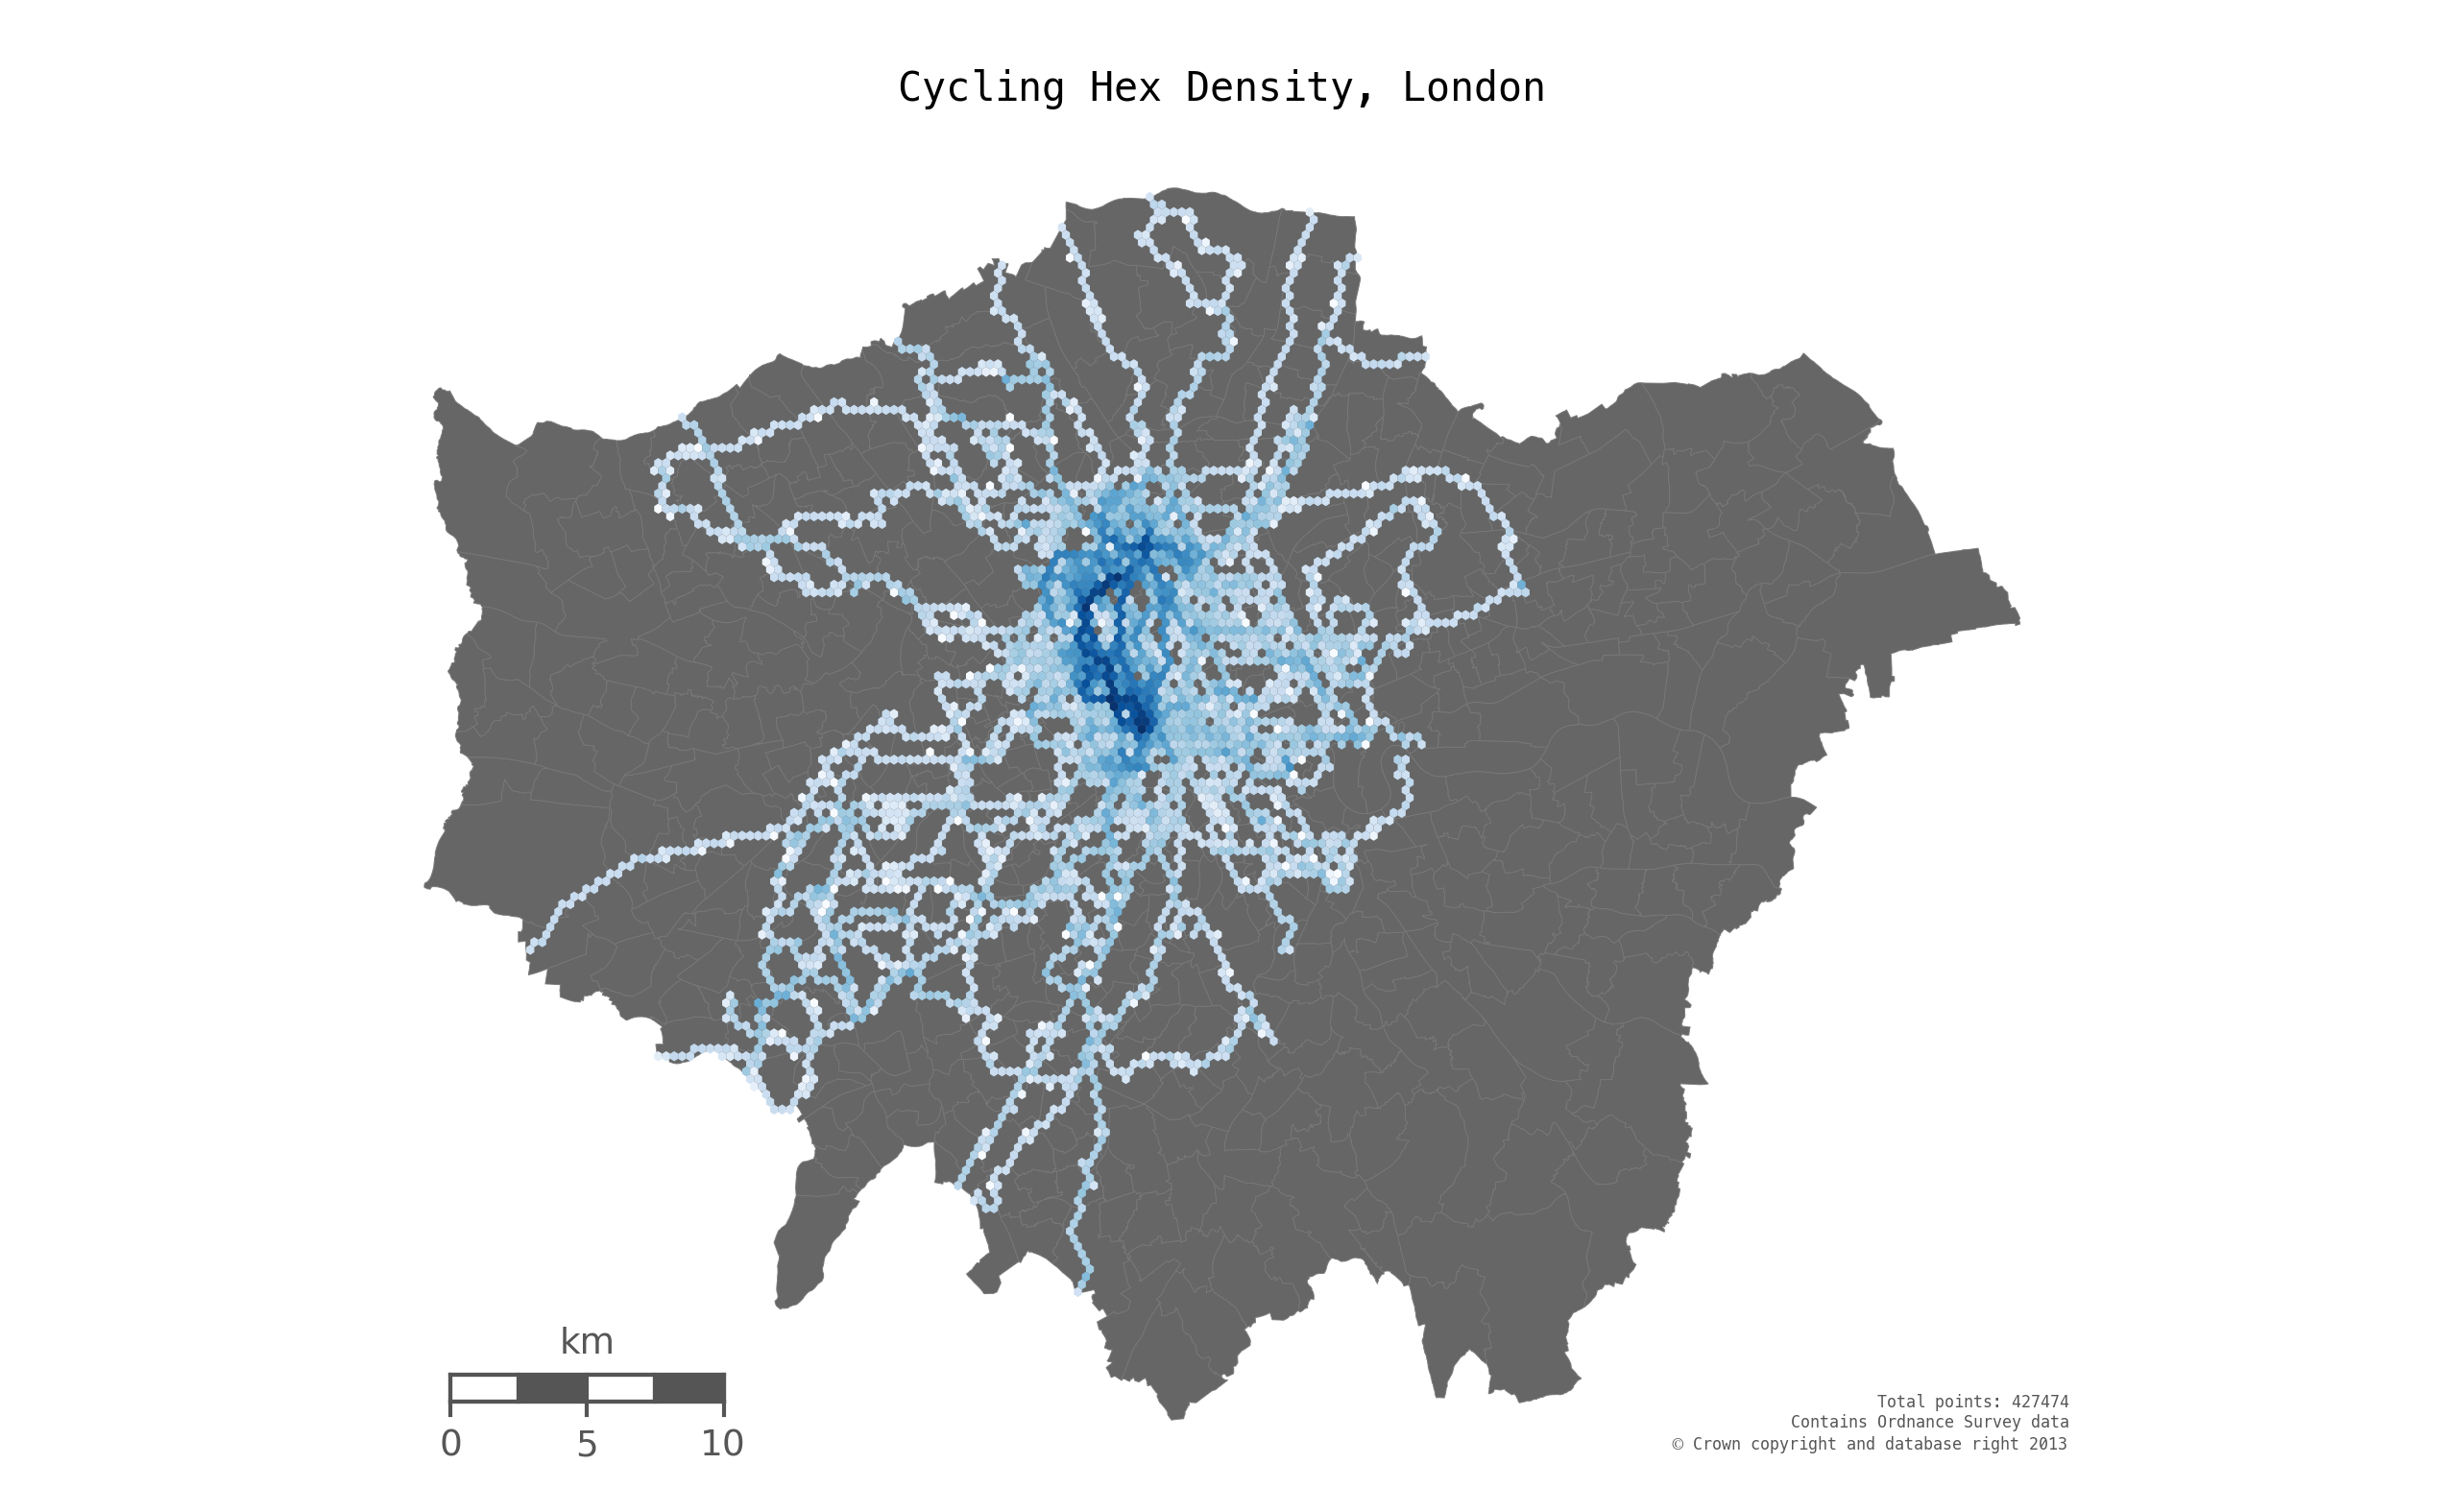 Cycling Hex Density, London
km
0 5 10
Total points: 427474
Contains Ordnance Survey data
© Crown copyright and database right 2013